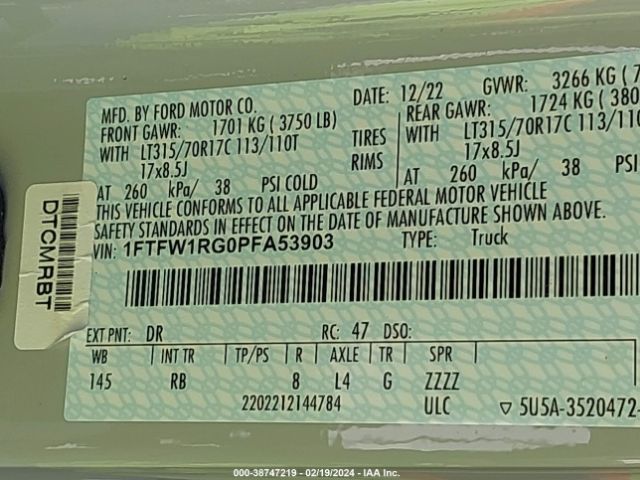 MFD. BY FORD MOTOR CO.
DATE: 12/22 GVWR: 3266 KG ( 7
FRONT GAWR: 1701 KG ( 3750 LB)
REAR GAWR: 1724 KG ( 380
WITH LT315/70R17C 113/110T TIRES
WITH LT315/70R17C 113/110
17x8.5J RIMS
17x8.5J
AT 260 kPa/ 38 PSI COLD
AT 260 kPa/ 38 PSI
THIS VEHICLE CONFORMS TO ALL APPLICABLE FEDERAL MOTOR VEHICLE
SAFETY STANDARDS IN EFFECT ON THE DATE OF MANUFACTURE SHOWN ABOVE.
VIN: 1FTFW1RG0PFA53903 TYPE: Truck
DTCMRBT
EXT PNT: DR RC: 47 DSO:
WB INT TR TP/PS R AXLE TR SPR
145 RB 8 L4 G ZZZZ
2202212144784 ULC ▽ 5U5A-3520472-
000-38747219 - 02/19/2024 - IAA Inc.